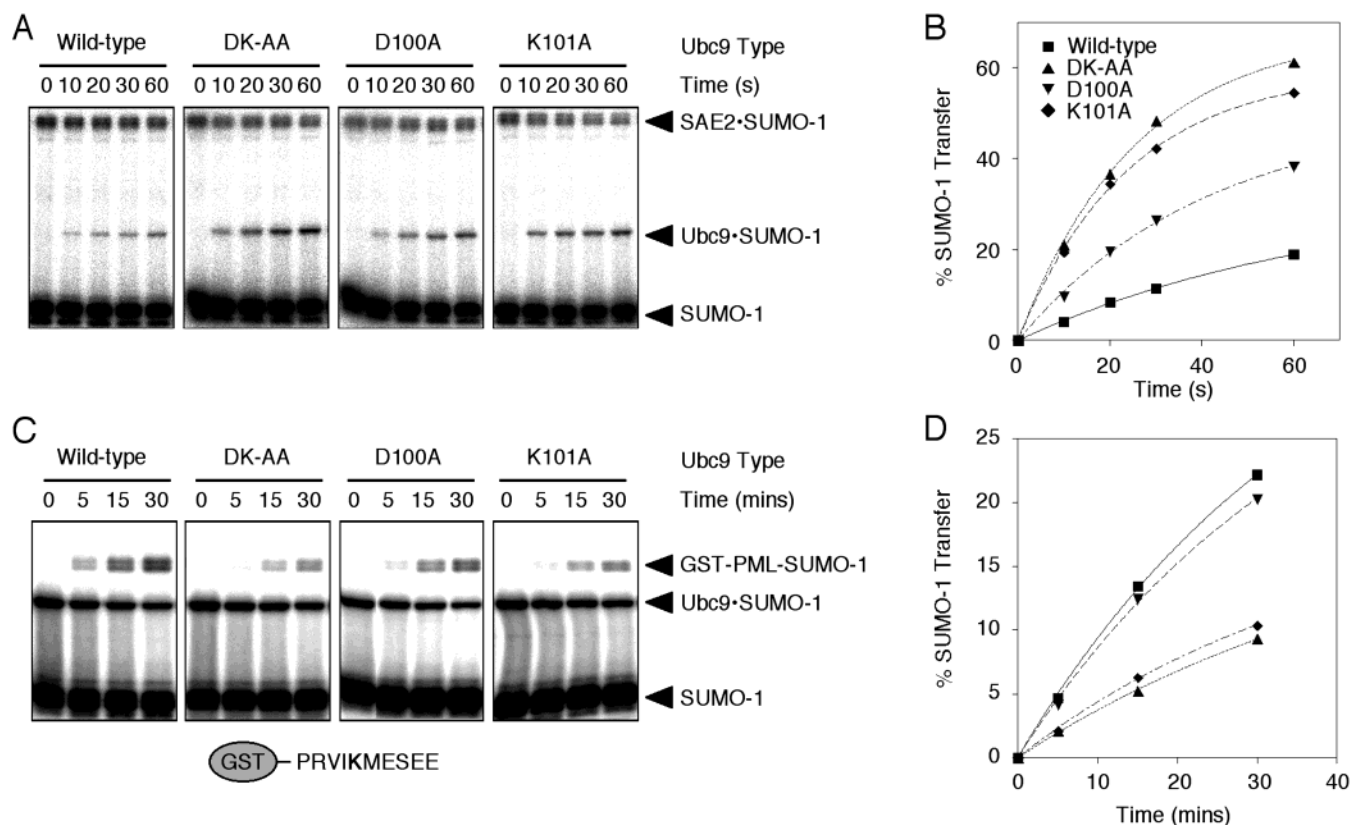 A
Wild-type DK-AA D100A K101A Ubc9 Type
0 10 20 30 60 0 10 20 30 60 0 10 20 30 60 0 10 20 30 60 Time (s)
SAE2•SUMO-1
Ubc9•SUMO-1
SUMO-1
B
Wild-type
DK-AA
D100A
K101A
% SUMO-1 Transfer
60
40
20
0
0 20 40 60
Time (s)
C
Wild-type DK-AA D100A K101A Ubc9 Type
0 5 15 30 0 5 15 30 0 5 15 30 0 5 15 30 Time (mins)
GST-PML-SUMO-1
Ubc9•SUMO-1
SUMO-1
GST PRVIKMESEE
D
% SUMO-1 Transfer
25
20
15
10
5
0
0 10 20 30 40
Time (mins)